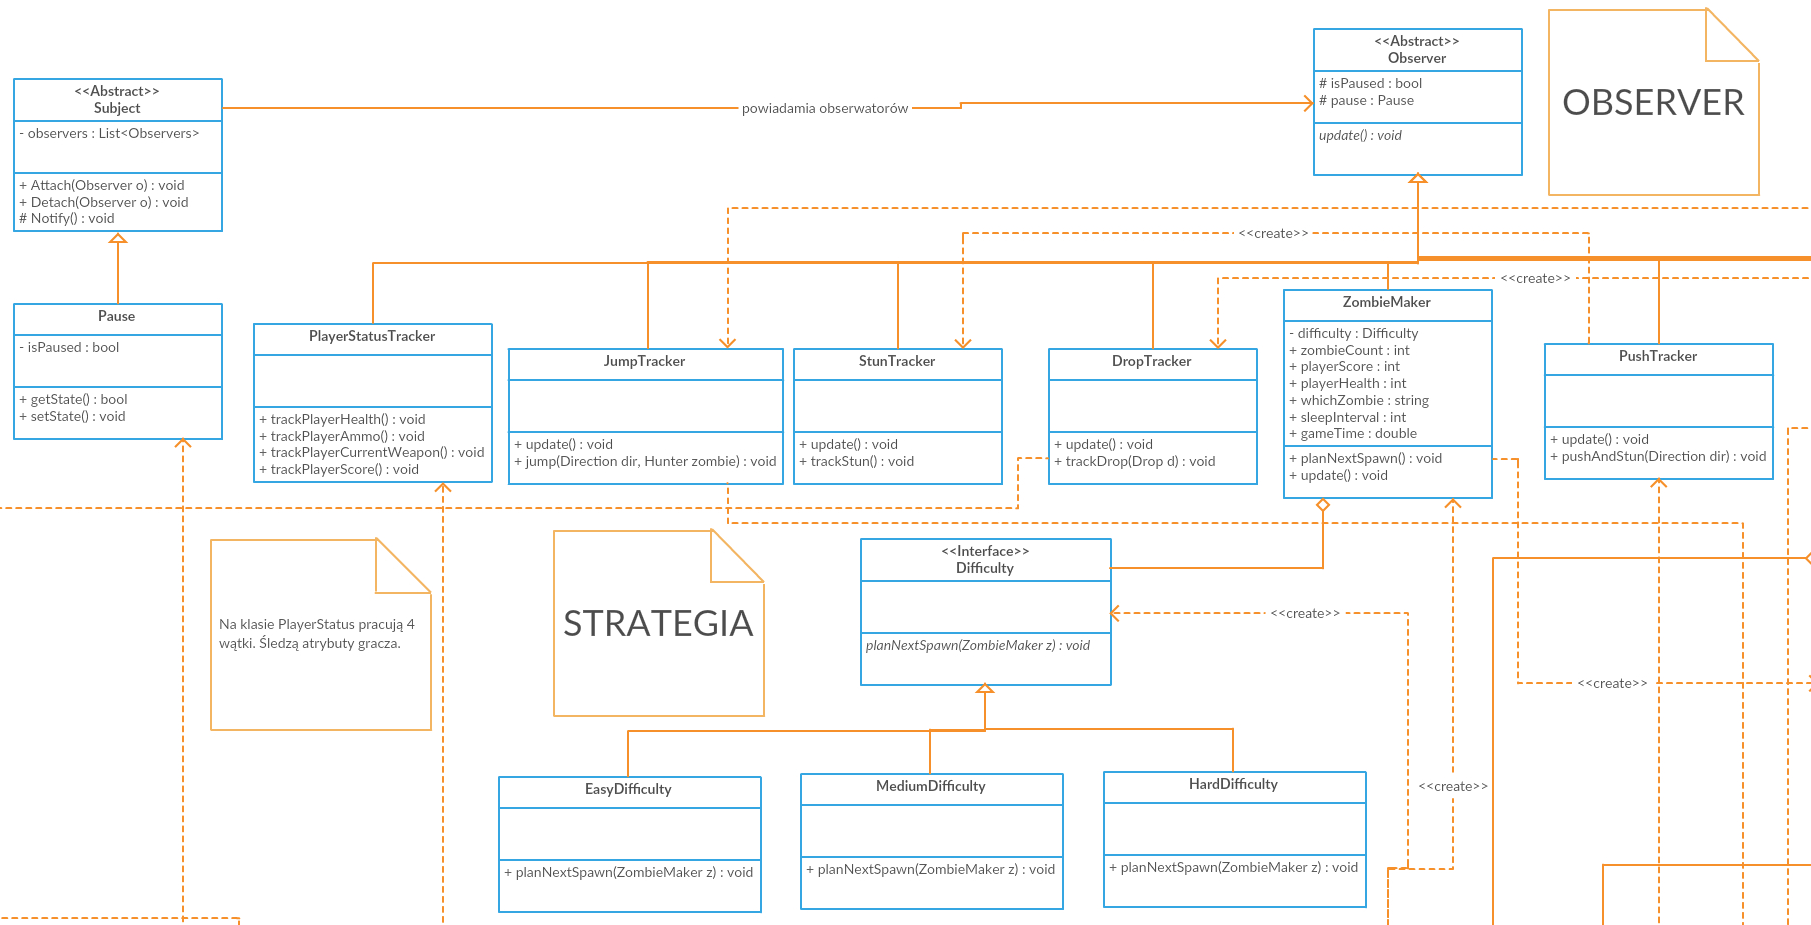 <<Abstract>>
Subject
- observers : List<Observers>
+ Attach(Observer o) : void
+ Detach(Observer o) : void
# Notify() : void
powiadamia obserwatorów
<<Abstract>>
Observer
# isPaused : bool
# pause : Pause
update() : void
OBSERVER
<<create>>
<<create>>
Pause
- isPaused : bool
+ getState() : bool
+ setState() : void
PlayerStatusTracker
+ trackPlayerHealth() : void
+ trackPlayerAmmo() : void
+ trackPlayerCurrentWeapon() : void
+ trackPlayerScore() : void
JumpTracker
+ update() : void
+ jump(Direction dir, Hunter zombie) : void
StunTracker
+ update() : void
+ trackStun() : void
DropTracker
+ update() : void
+ trackDrop(Drop d) : void
ZombieMaker
- difficulty : Difficulty
+ zombieCount : int
+ playerScore : int
+ playerHealth : int
+ whichZombie : string
+ sleepInterval : int
+ gameTime : double
+ planNextSpawn() : void
+ update() : void
PushTracker
+ update() : void
+ pushAndStun(Direction dir) : void
Na klasie PlayerStatus pracują 4
wątki. Śledzą atrybuty gracza.
STRATEGIA
<<Interface>>
Difficulty
planNextSpawn(ZombieMaker z) : void
<<create>>
<<create>>
<<create>>
EasyDifficulty
+ planNextSpawn(ZombieMaker z) : void
MediumDifficulty
+ planNextSpawn(ZombieMaker z) : void
HardDifficulty
+ planNextSpawn(ZombieMaker z) : void